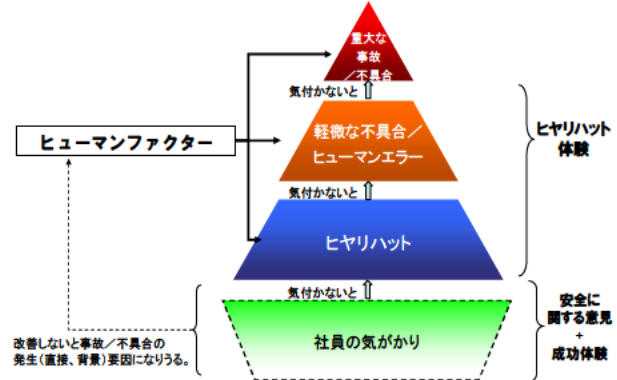 重大な
事故
／不具合
気付かないと
軽微な不具合／
ヒューマンエラー
ヒヤリハット
体験
ヒューマンファクター
気付かないと
ヒヤリハット
気付かないと
社員の気がかり
安全に
関する意見
+
成功体験
改善しないと事故／不具合の
発生(直接、背景)要因になりうる。